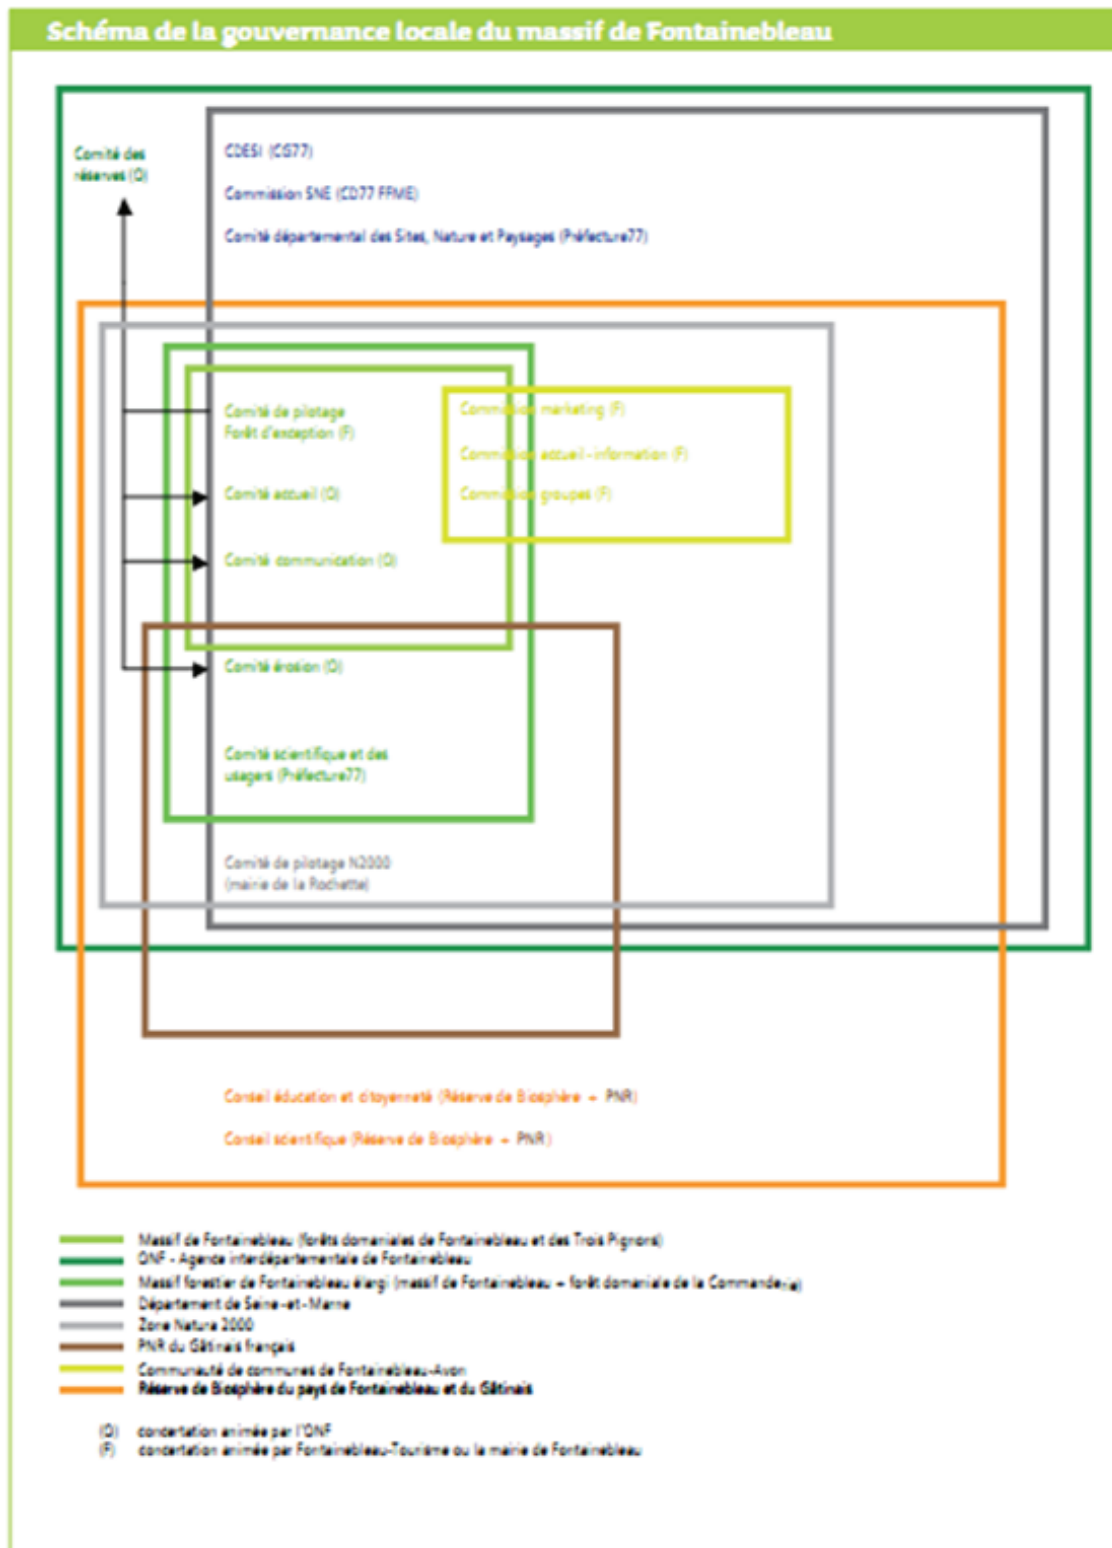 Schéma de la gouvernance locale du massif de Fontainebleau
Comité des
réserves (O)
CDESI (CG77)
Commission SNE (CD77 FFME)
Comité départemental des Sites, Nature et Paysages (Préfecture77)
Comité de pilotage
Forêt d'exception (F)
Commission marketing (F)
Commission accueil-information (F)
Comité accueil (O)
Commission groupes (F)
Comité communication (O)
Comité érosion (O)
Comité scientifique et des
usagers (Préfecture77)
Comité de pilotage N2000
(mairie de la Rochette)
Conseil éducation et citoyenneté (Réserve de Biosphère + PNR)
Conseil scientifique (Réserve de Biosphère + PNR)
Massif de Fontainebleau (forêts domaniales de Fontainebleau et des Trois Pignons)
ONF - Agence interdépartementale de Fontainebleau
Massif forestier de Fontainebleau élargi (massif de Fontainebleau + forêt domaniale de la Commanderie)
Département de Seine-et-Marne
Zone Natura 2000
PNR du Gâtinais français
Communauté de communes de Fontainebleau-Avon
Réserve de Biosphère du pays de Fontainebleau et du Gâtinais
(O) concertation animée par l'ONF
(F) concertation animée par Fontainebleau-Tourisme ou la mairie de Fontainebleau